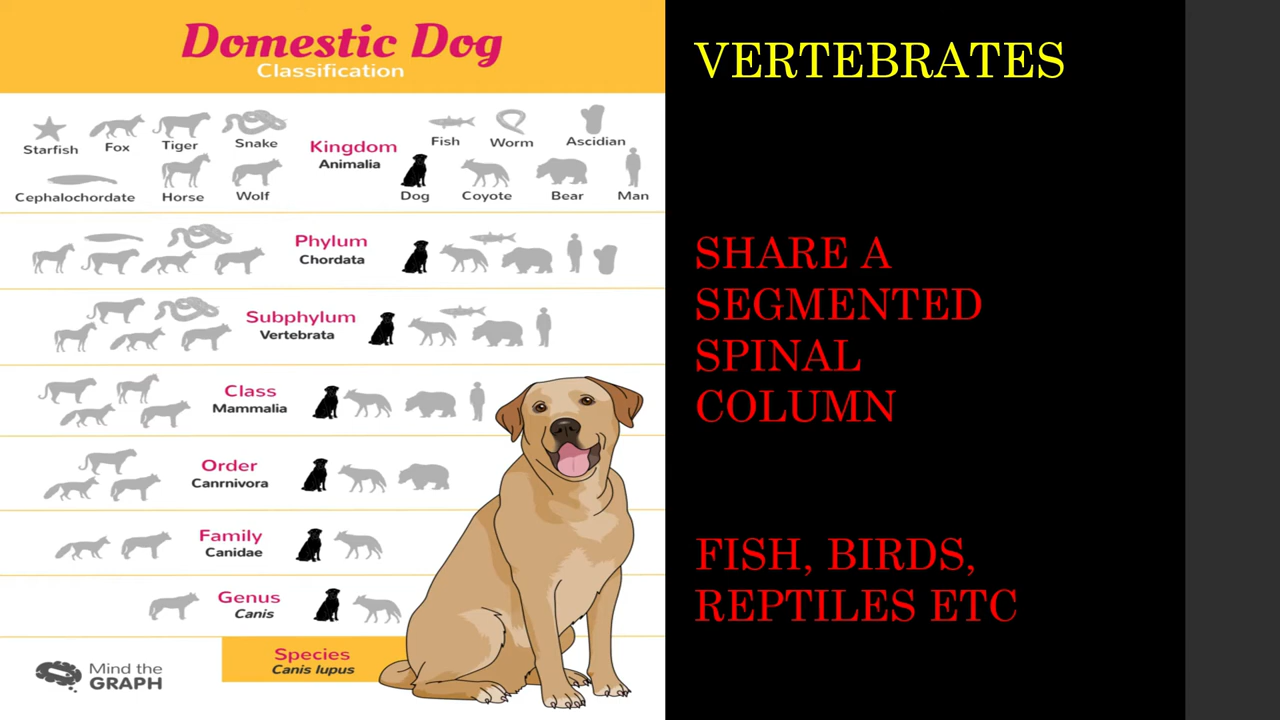 Domestic Dog
Classification
Starfish Fox Tiger Snake Kingdom Fish Worm Ascidian
Animalia
Cephalochordate Horse Wolf Dog Coyote Bear Man
Phylum
Chordata
Subphylum
Vertebrata
Class
Mammalia
Order
Canrnivora
Family
Canidae
Genus
Canis
Species
Canis lupus
Mind the
GRAPH
VERTEBRATES
SHARE A
SEGMENTED
SPINAL
COLUMN
FISH, BIRDS,
REPTILES ETC